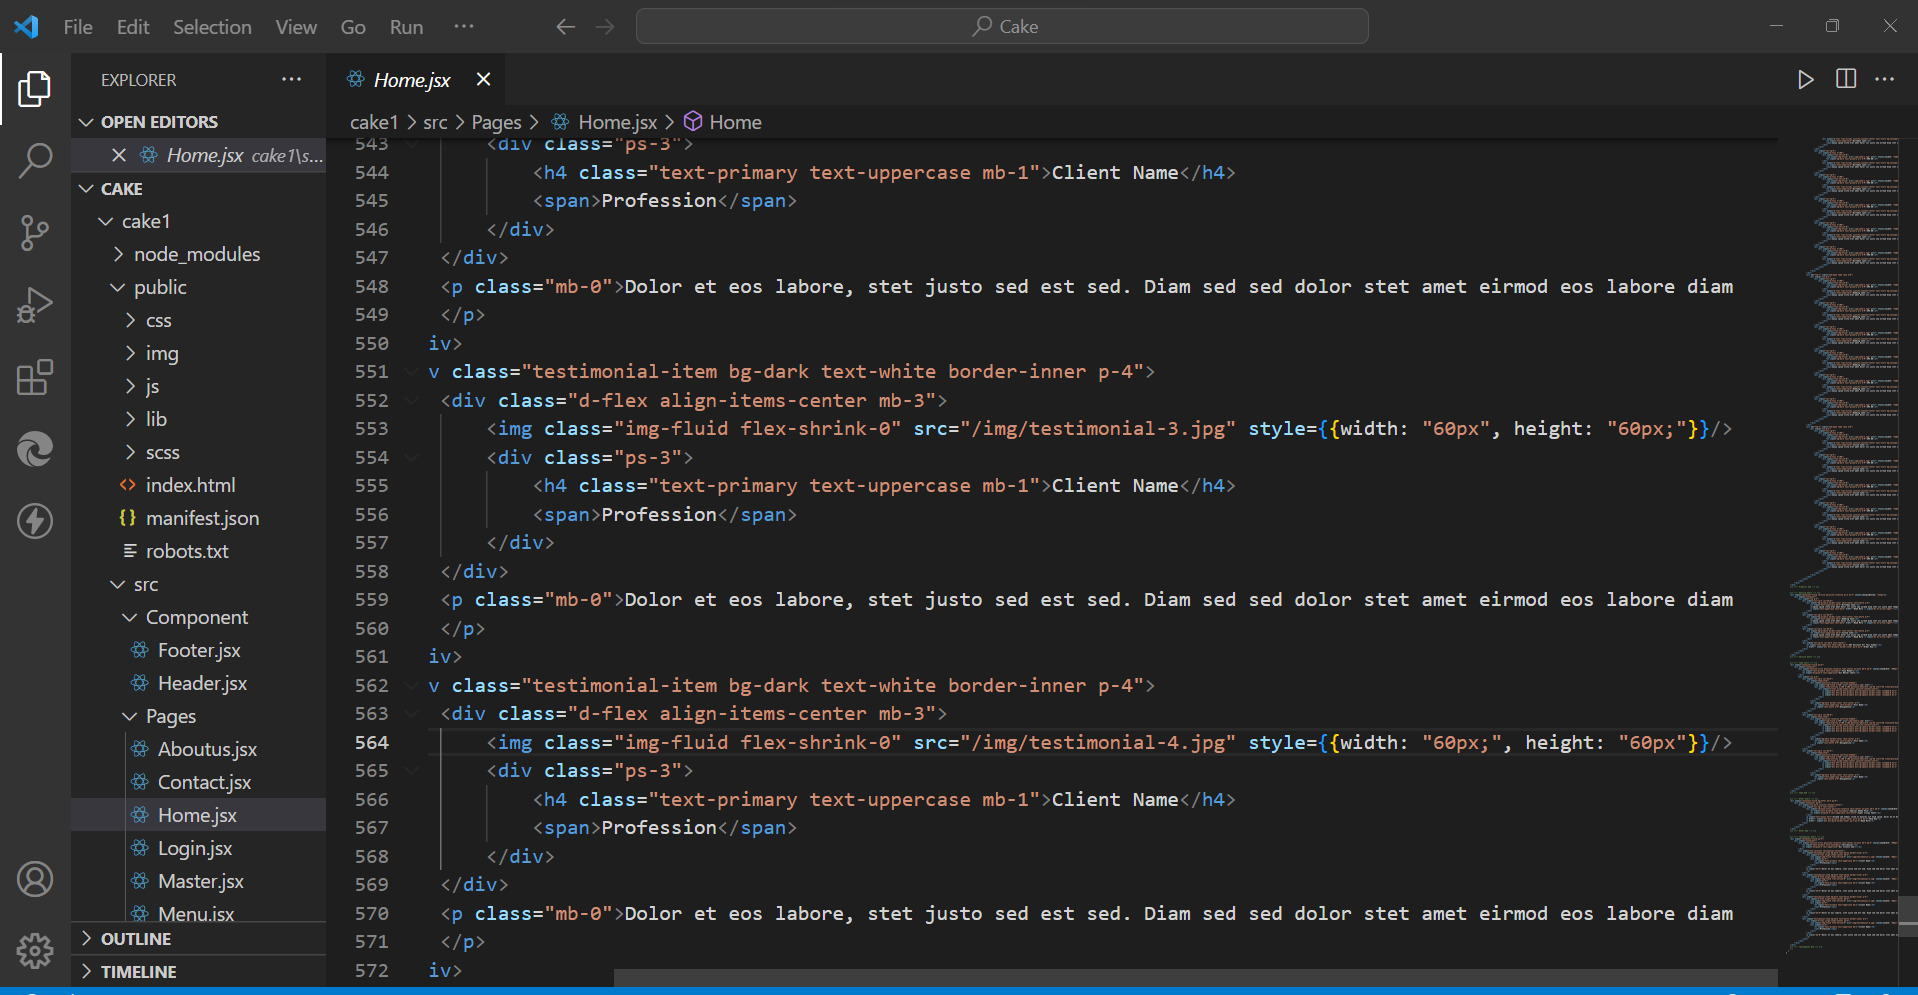 File Edit Selection View Go Run ···
Cake
EXPLORER ···
OPEN EDITORS
Home.jsx cake1\s...
CAKE
cake1
node_modules
public
css
img
js
lib
scss
index.html
manifest.json
robots.txt
src
Component
Footer.jsx
Header.jsx
Pages
Aboutus.jsx
Contact.jsx
Home.jsx
Login.jsx
Master.jsx
Menu.jsx
OUTLINE
TIMELINE
Home.jsx
cake1 > src > Pages > Home.jsx > Home
543 <div class="ps-3">
544 <h4 class="text-primary text-uppercase mb-1">Client Name</h4>
545 <span>Profession</span>
546 </div>
547 </div>
548 <p class="mb-0">Dolor et eos labore, stet justo sed est sed. Diam sed sed dolor stet amet eirmod eos labore diam
549 </p>
550 iv>
551 v class="testimonial-item bg-dark text-white border-inner p-4">
552 <div class="d-flex align-items-center mb-3">
553 <img class="img-fluid flex-shrink-0" src="/img/testimonial-3.jpg" style={{width: "60px", height: "60px;"}}/>
554 <div class="ps-3">
555 <h4 class="text-primary text-uppercase mb-1">Client Name</h4>
556 <span>Profession</span>
557 </div>
558 </div>
559 <p class="mb-0">Dolor et eos labore, stet justo sed est sed. Diam sed sed dolor stet amet eirmod eos labore diam
560 </p>
561 iv>
562 v class="testimonial-item bg-dark text-white border-inner p-4">
563 <div class="d-flex align-items-center mb-3">
564 <img class="img-fluid flex-shrink-0" src="/img/testimonial-4.jpg" style={{width: "60px;", height: "60px"}}/>
565 <div class="ps-3">
566 <h4 class="text-primary text-uppercase mb-1">Client Name</h4>
567 <span>Profession</span>
568 </div>
569 </div>
570 <p class="mb-0">Dolor et eos labore, stet justo sed est sed. Diam sed sed dolor stet amet eirmod eos labore diam
571 </p>
572 iv>